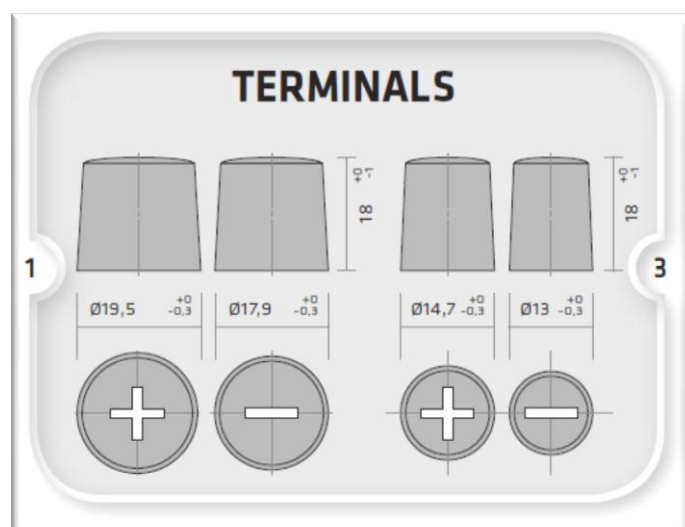 TERMINALS
18 +0 -1
18 +0 -1
1
3
Ø19,5 +0 -0,3
Ø17,9 +0 -0,3
Ø14,7 +0 -0,3
Ø13 +0 -0,3